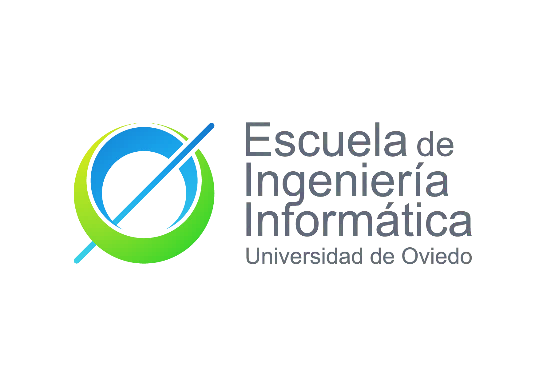 Escuela de
Ingeniería
Informática
Universidad de Oviedo